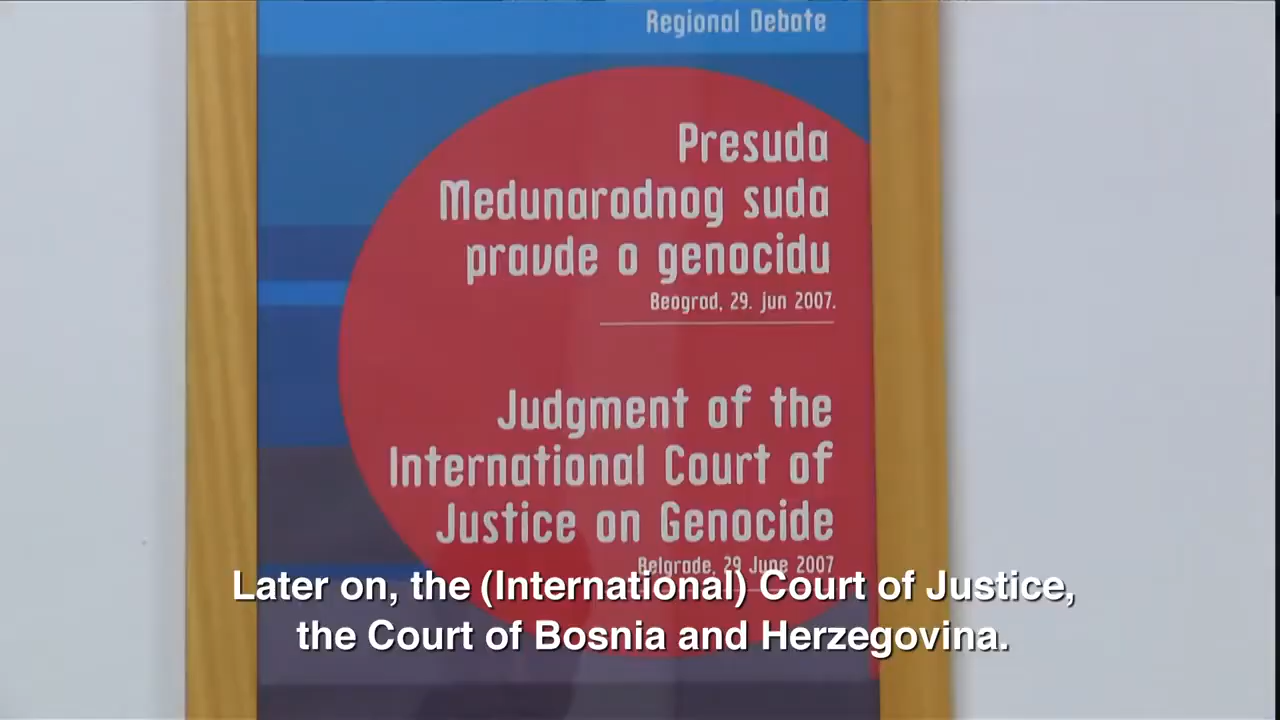 Regional Debate
Presuda
Medunarodnog suda
pravde o genocidu
Beograd, 29. jun 2007.
Judgment of the
International Court of
Justice on Genocide
Belgrade, 29 June 2007
Later on, the (International) Court of Justice,
the Court of Bosnia and Herzegovina.